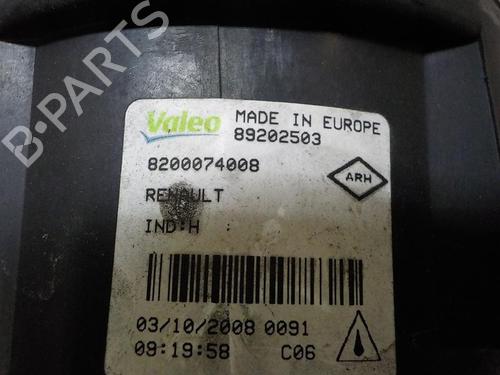 B-PARTS
Valeo
MADE IN EUROPE
89202503
8200074008
RENAULT
ARH
IND:H :
03/10/2008 0091
09:19:58 C06